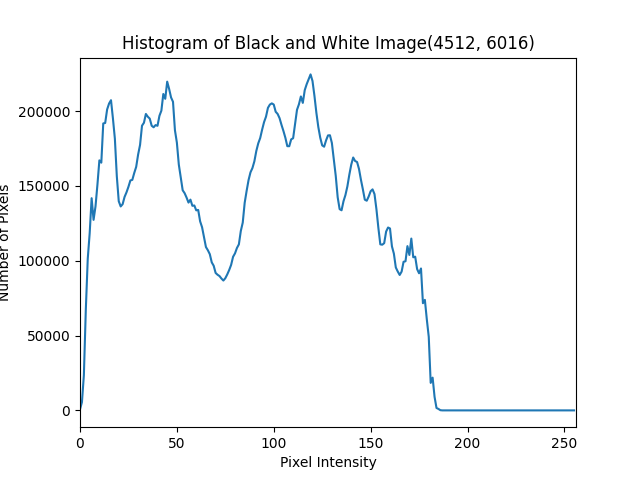 Histogram of Black and White Image(4512, 6016)
Number of Pixels
200000
150000
100000
50000
0
0 50 100 150 200 250
Pixel Intensity